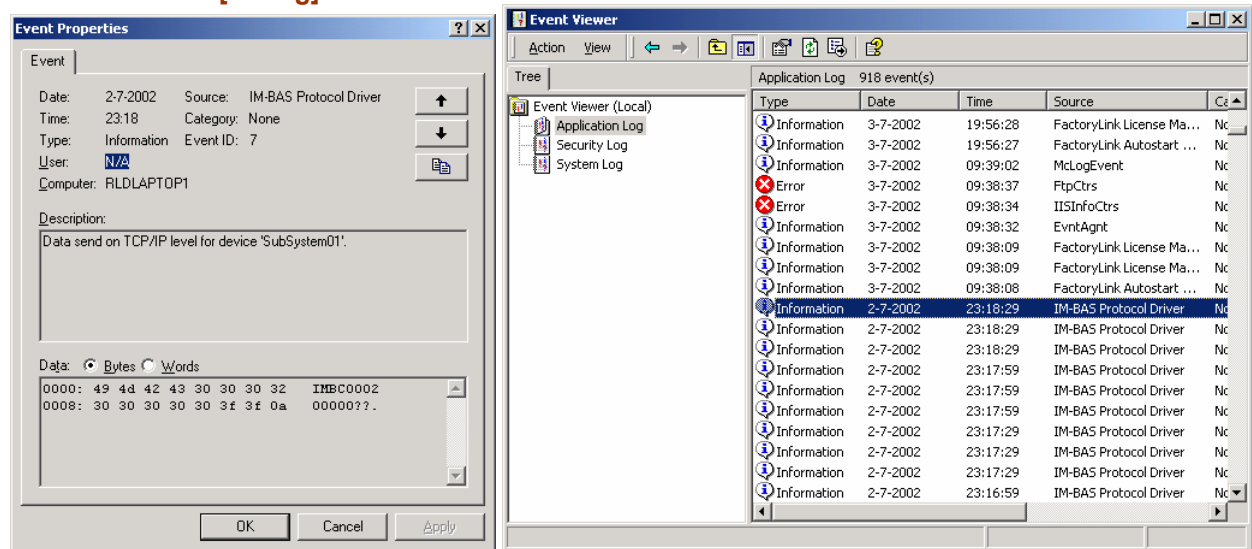 Event Properties
Event
Date: 2-7-2002 Source: IM-BAS Protocol Driver
Time: 23:18 Category: None
Type: Information Event ID: 7
User: N/A
Computer: RLDLAPTOP1
Description:
Data send on TCP/IP level for device 'SubSystem01'.
Data: Bytes Words
0000: 49 4d 42 43 30 30 30 32 IMBC0002
0008: 30 30 30 30 30 3f 3f 0a 00000??.
OK Cancel Apply
Event Viewer
Action View
Tree
Event Viewer (Local)
Application Log
Security Log
System Log
Application Log 918 event(s)
Type Date Time Source
Information 3-7-2002 19:56:28 FactoryLink License Ma...
Information 3-7-2002 19:56:27 FactoryLink Autostart ...
Information 3-7-2002 09:39:02 McLogEvent
Error 3-7-2002 09:38:37 FtpCtrs
Error 3-7-2002 09:38:34 IISInfoCtrs
Information 3-7-2002 09:38:32 EvntAgnt
Information 3-7-2002 09:38:09 FactoryLink License Ma...
Information 3-7-2002 09:38:09 FactoryLink License Ma...
Information 3-7-2002 09:38:08 FactoryLink Autostart ...
Information 2-7-2002 23:18:29 IM-BAS Protocol Driver
Information 2-7-2002 23:18:29 IM-BAS Protocol Driver
Information 2-7-2002 23:18:29 IM-BAS Protocol Driver
Information 2-7-2002 23:17:59 IM-BAS Protocol Driver
Information 2-7-2002 23:17:59 IM-BAS Protocol Driver
Information 2-7-2002 23:17:59 IM-BAS Protocol Driver
Information 2-7-2002 23:17:29 IM-BAS Protocol Driver
Information 2-7-2002 23:17:29 IM-BAS Protocol Driver
Information 2-7-2002 23:17:29 IM-BAS Protocol Driver
Information 2-7-2002 23:16:59 IM-BAS Protocol Driver